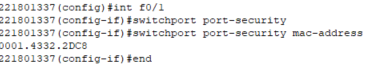 221801337(config)#int f0/1
221801337(config-if)#switchport port-security
221801337(config-if)#switchport port-security mac-address
0001.4332.2DC8
221801337(config-if)#end